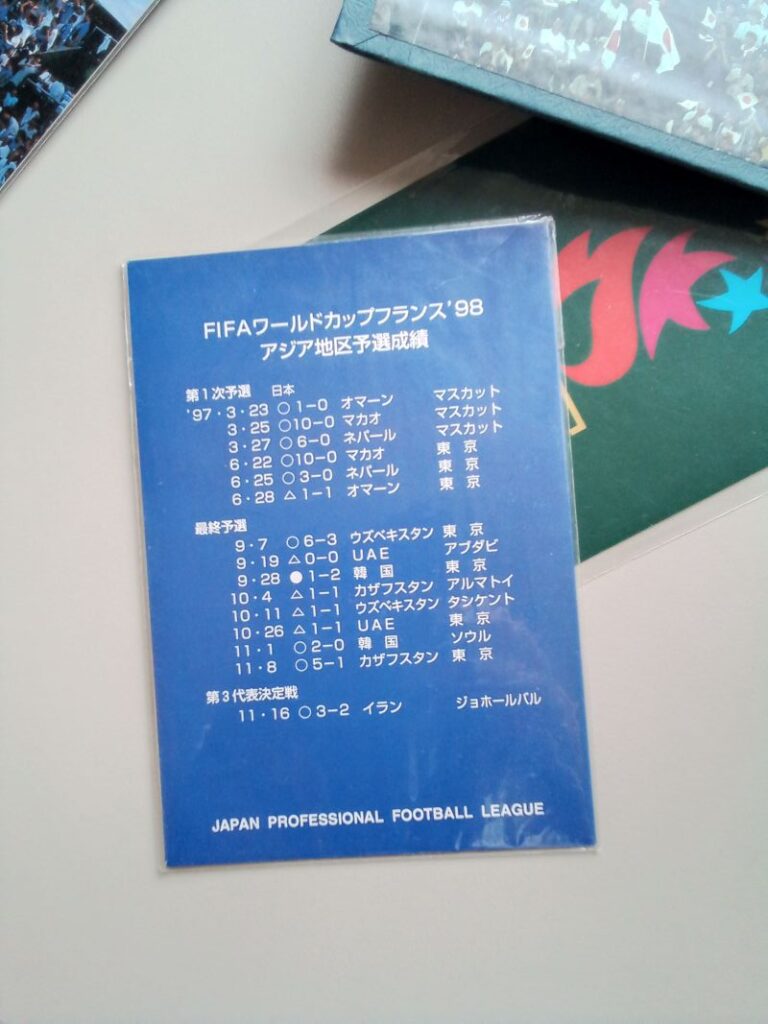 FIFAワールドカップフランス'98
アジア地区予選成績
第1次予選 日本
'97・3・23 ○1−0 オマーン マスカット
3・25 ○10−0 マカオ マスカット
3・27 ○6−0 ネパール マスカット
6・22 ○10−0 マカオ 東 京
6・25 ○3−0 ネパール 東 京
6・28 △1−1 オマーン 東 京
最終予選
9・7 ○6−3 ウズベキスタン 東 京
9・19 △0−0 UAE アブダビ
9・28 ●1−2 韓 国 東 京
10・4 △1−1 カザフスタン アルマトイ
10・11 △1−1 ウズベキスタン タシケント
10・26 △1−1 UAE 東 京
11・1 ○2−0 韓 国 ソウル
11・8 ○5−1 カザフスタン 東 京
第3代表決定戦
11・16 ○3−2 イラン ジョホールバル
JAPAN PROFESSIONAL FOOTBALL LEAGUE